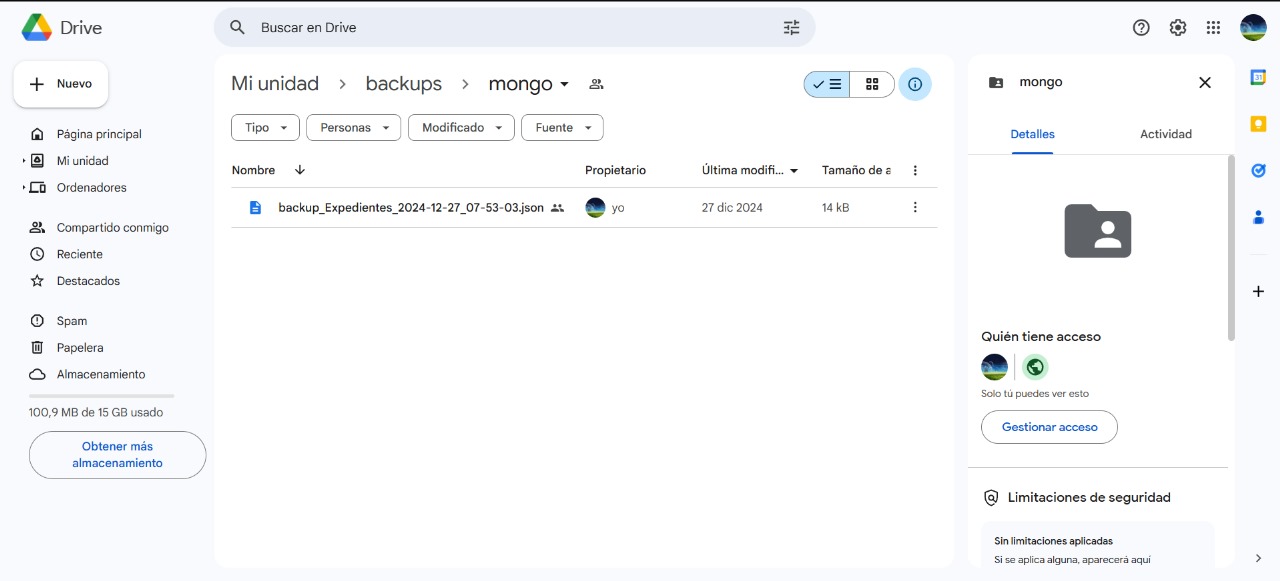 Drive
Buscar en Drive
Nuevo
Página principal
Mi unidad
Ordenadores
Compartido conmigo
Reciente
Destacados
Spam
Papelera
Almacenamiento
100,9 MB de 15 GB usado
Obtener más
almacenamiento
Mi unidad > backups > mongo
Tipo Personas Modificado Fuente
Nombre Propietario Última modifi... Tamaño de a
backup_Expedientes_2024-12-27_07-53-03.json yo 27 dic 2024 14 kB
mongo
Detalles Actividad
Quién tiene acceso
Solo tú puedes ver esto
Gestionar acceso
Limitaciones de seguridad
Sin limitaciones aplicadas
Si se aplica alguna, aparecerá aquí
31